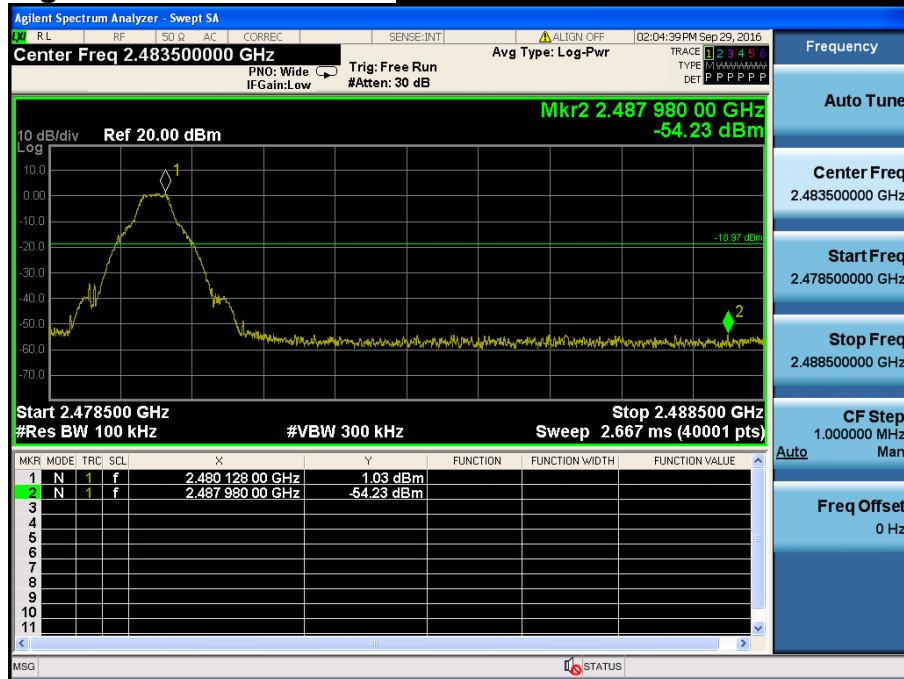 Agilent Spectrum Analyzer - Swept SA
LXI RL RF 50 Ω AC CORREC SENSE:INT ALIGN OFF 02:04:39 PM Sep 29, 2016
Center Freq 2.483500000 GHz
PNO: Wide
IFGain:Low
Trig: Free Run
#Atten: 30 dB
Avg Type: Log-Pwr
TRACE 1 2 3 4 5 6
TYPE M WWWWW
DET P P P P P P
Mkr2 2.487 980 00 GHz
-54.23 dBm
10 dB/div Ref 20.00 dBm
Log
10.0
0.00
-10.0
-20.0
-30.0
-40.0
-50.0
-60.0
-70.0
1
-18.97 dBm
2
Start 2.478500 GHz
Stop 2.488500 GHz
#Res BW 100 kHz
#VBW 300 kHz
Sweep 2.667 ms (40001 pts)
MKR MODE TRC SCL X Y FUNCTION FUNCTION WIDTH FUNCTION VALUE
1 N 1 f 2.480 128 00 GHz 1.03 dBm
2 N 1 f 2.487 980 00 GHz -54.23 dBm
3
4
5
6
7
8
9
10
11
MSG
STATUS
Frequency
Auto Tune
Center Freq
2.483500000 GHz
Start Freq
2.478500000 GHz
Stop Freq
2.488500000 GHz
CF Step
1.000000 MHz
Auto Man
Freq Offset
0 Hz